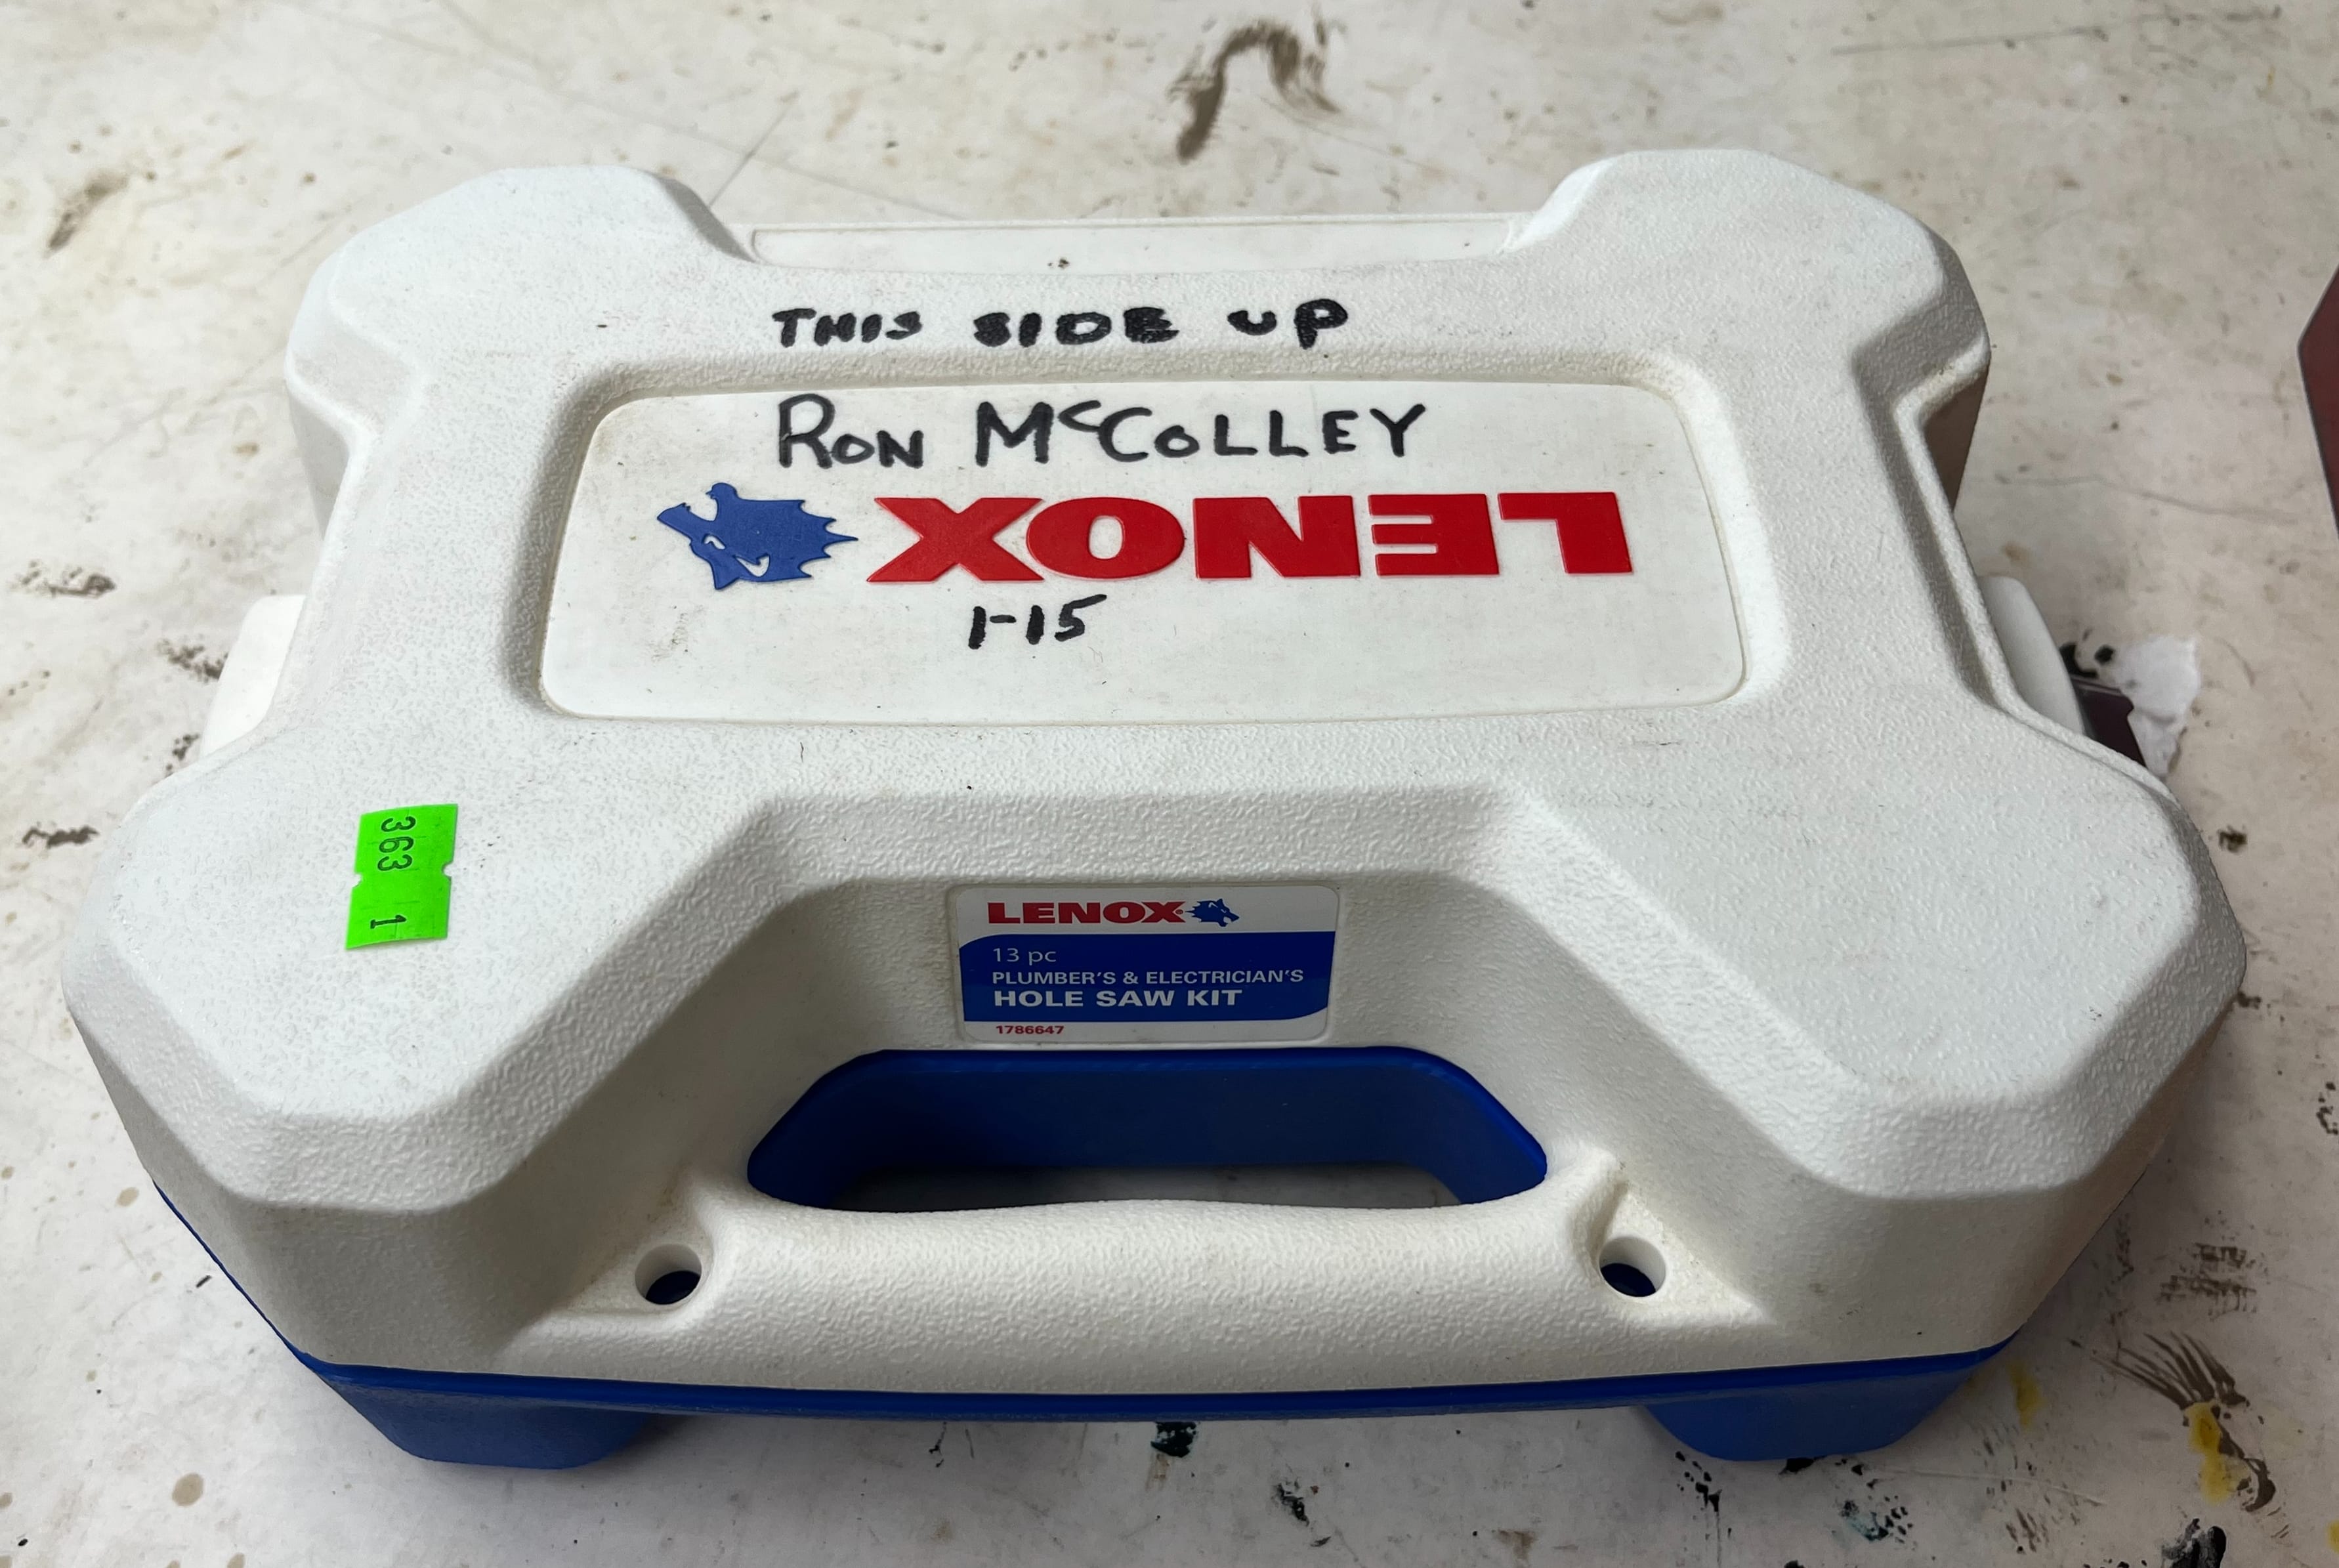 THIS SIDE UP
RON McCOLLEY
LENOX
1-15
363 1
LENOX
13 pc
PLUMBER'S & ELECTRICIAN'S
HOLE SAW KIT
1786647